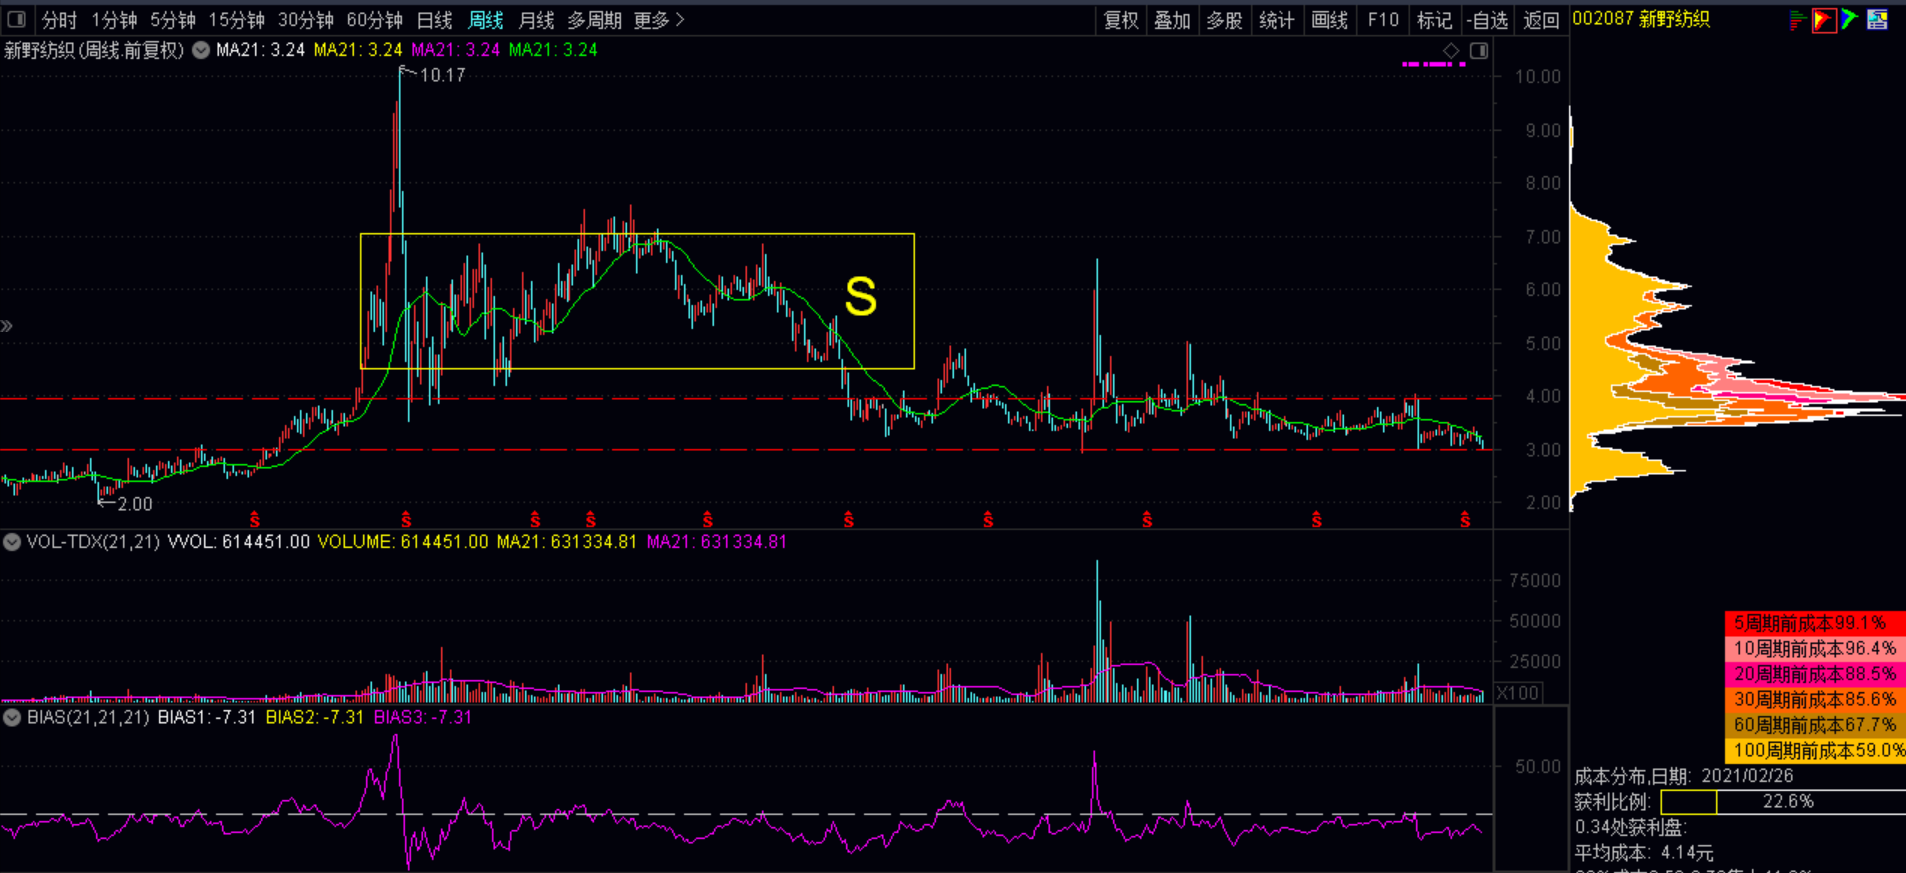 分时 1分钟 5分钟 15分钟 30分钟 60分钟 日线 周线 月线 多周期 更多 >
复权 叠加 多股 统计 画线 F10 标记 -自选 返回
002087 新野纺织
新野纺织(周线.前复权) MA21: 3.24 MA21: 3.24 MA21: 3.24 MA21: 3.24
10.17
10.00
9.00
8.00
7.00
6.00
5.00
4.00
3.00
2.00
S
2.00
S S S S S S S S S S
VOL-TDX(21,21) VVOL: 614451.00 VOLUME: 614451.00 MA21: 631334.81 MA21: 631334.81
75000
50000
25000
X100
BIAS(21,21,21) BIAS1: -7.31 BIAS2: -7.31 BIAS3: -7.31
50.00
5周期前成本99.1%
10周期前成本96.4%
20周期前成本88.5%
30周期前成本85.6%
60周期前成本67.7%
100周期前成本59.0%
成本分布,日期: 2021/02/26
获利比例: 22.6%
0.34处获利盘:
平均成本: 4.14元